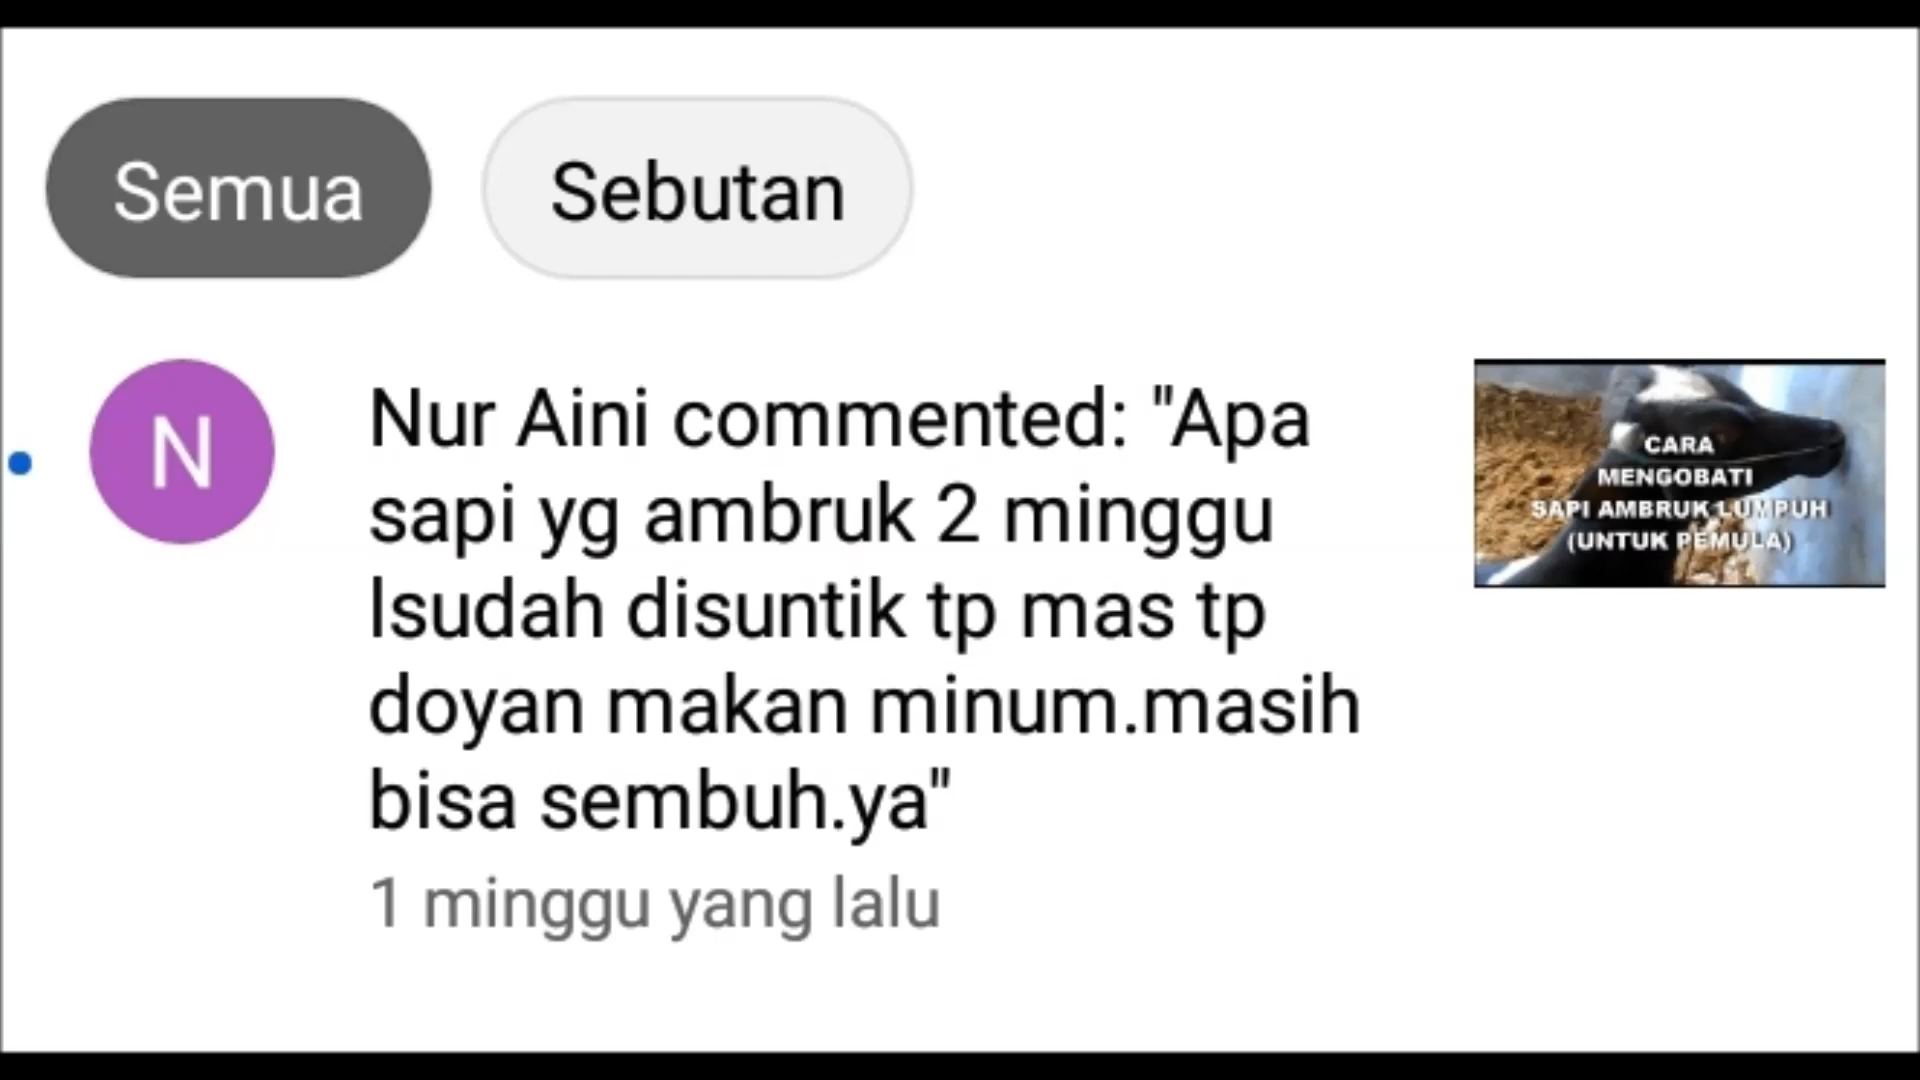 Semua
Sebutan
N
Nur Aini commented: "Apa
sapi yg ambruk 2 minggu
lsudah disuntik tp mas tp
doyan makan minum.masih
bisa sembuh.ya"
1 minggu yang lalu
CARA
MENGOBATI
SAPI AMBRUK LUMPUH
(UNTUK PEMULA)